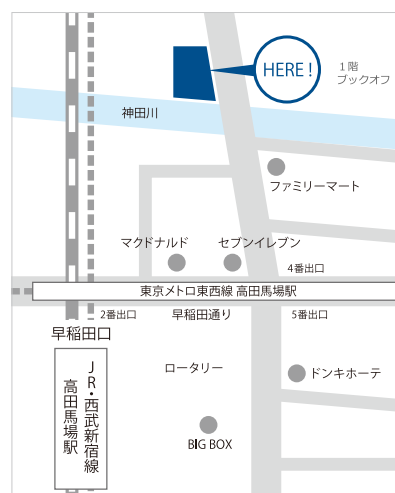 HERE!
1階
ブックオフ
神田川
ファミリーマート
マクドナルド
セブンイレブン
4番出口
東京メトロ東西線 高田馬場駅
2番出口
早稲田通り
5番出口
早稲田口
JR・西武新宿線
高田馬場駅
ロータリー
ドンキホーテ
BIG BOX